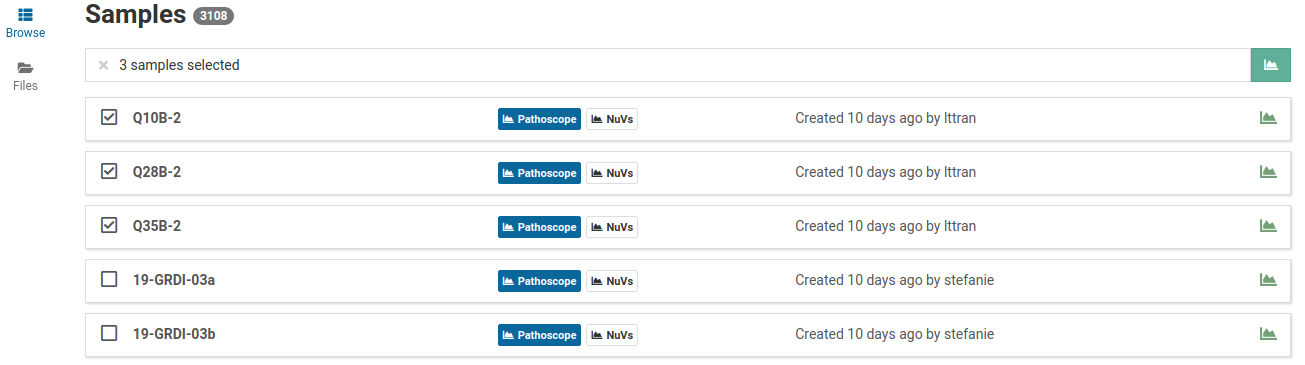 Browse
Files
Samples 3108
3 samples selected
Q10B-2 Pathoscope NuVs Created 10 days ago by lttran
Q28B-2 Pathoscope NuVs Created 10 days ago by lttran
Q35B-2 Pathoscope NuVs Created 10 days ago by lttran
19-GRDI-03a Pathoscope NuVs Created 10 days ago by stefanie
19-GRDI-03b Pathoscope NuVs Created 10 days ago by stefanie